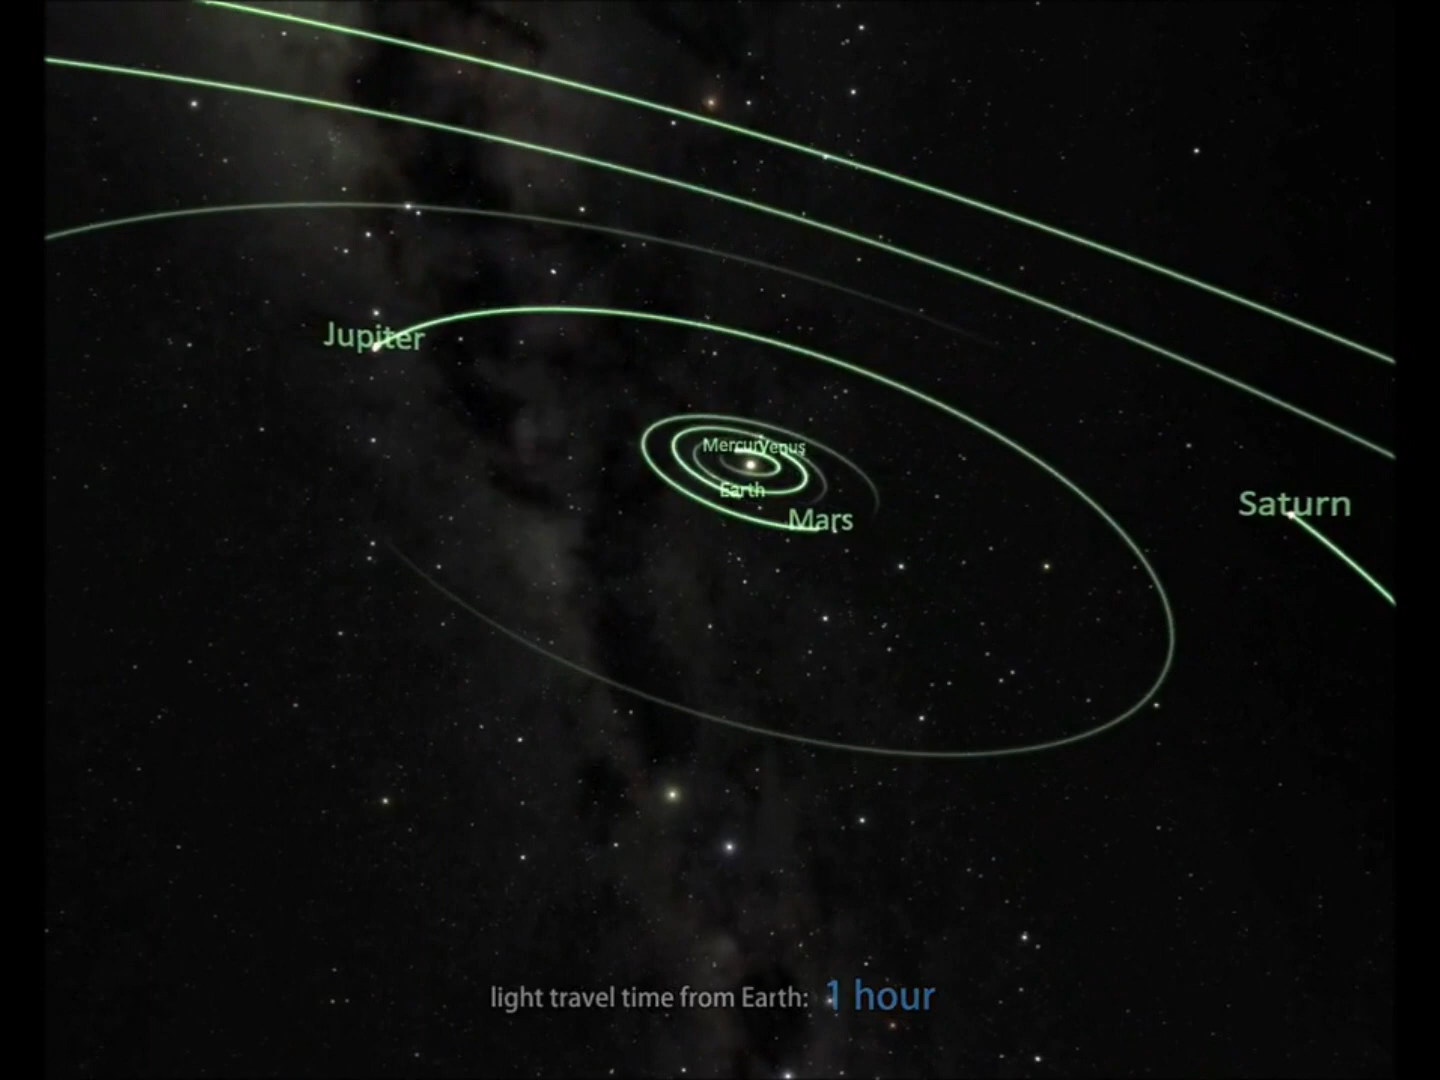 Jupiter
Mercury
Venus
Earth
Mars
Saturn
light travel time from Earth: 1 hour